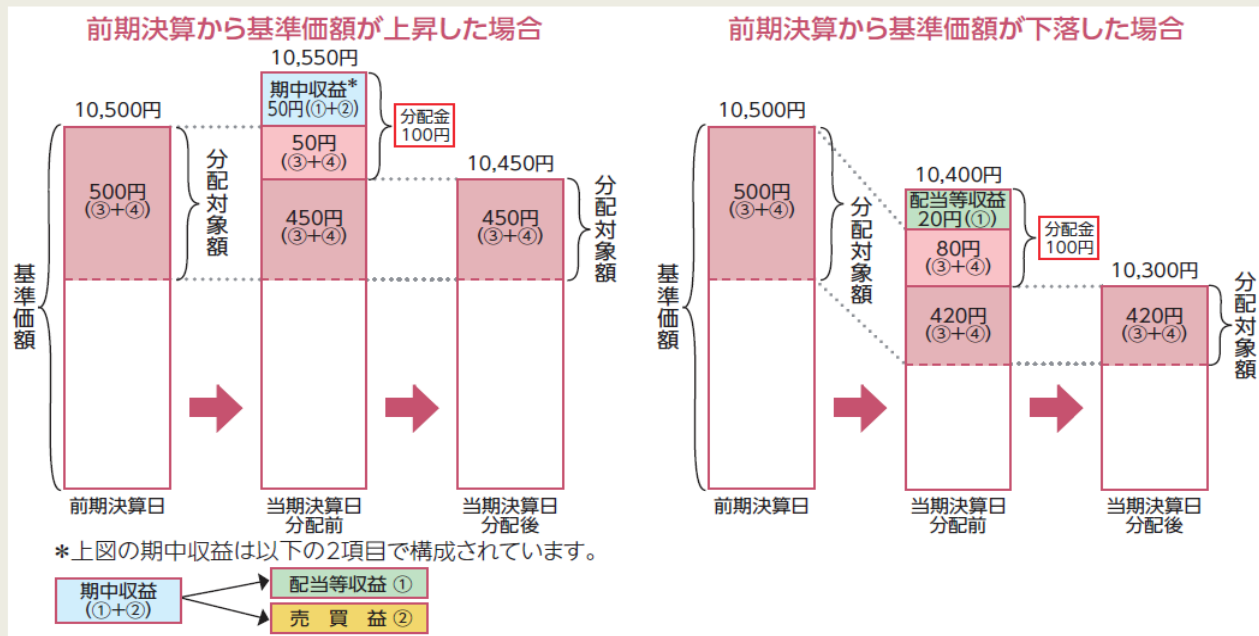 前期決算から基準価額が上昇した場合
10,500円
10,550円
期中収益*
50円(①+②)
50円
(③+④)
分配金
100円
10,450円
500円
(③+④)
分配対象額
450円
(③+④)
450円
(③+④)
分配対象額
基準価額
前期決算日
当期決算日
分配前
当期決算日
分配後
*上図の期中収益は以下の2項目で構成されています。
期中収益
(①+②)
配当等収益 ①
売 買 益 ②
前期決算から基準価額が下落した場合
10,500円
10,400円
配当等収益
20円(①)
80円
(③+④)
分配金
100円
10,300円
500円
(③+④)
分配対象額
420円
(③+④)
420円
(③+④)
分配対象額
基準価額
前期決算日
当期決算日
分配前
当期決算日
分配後